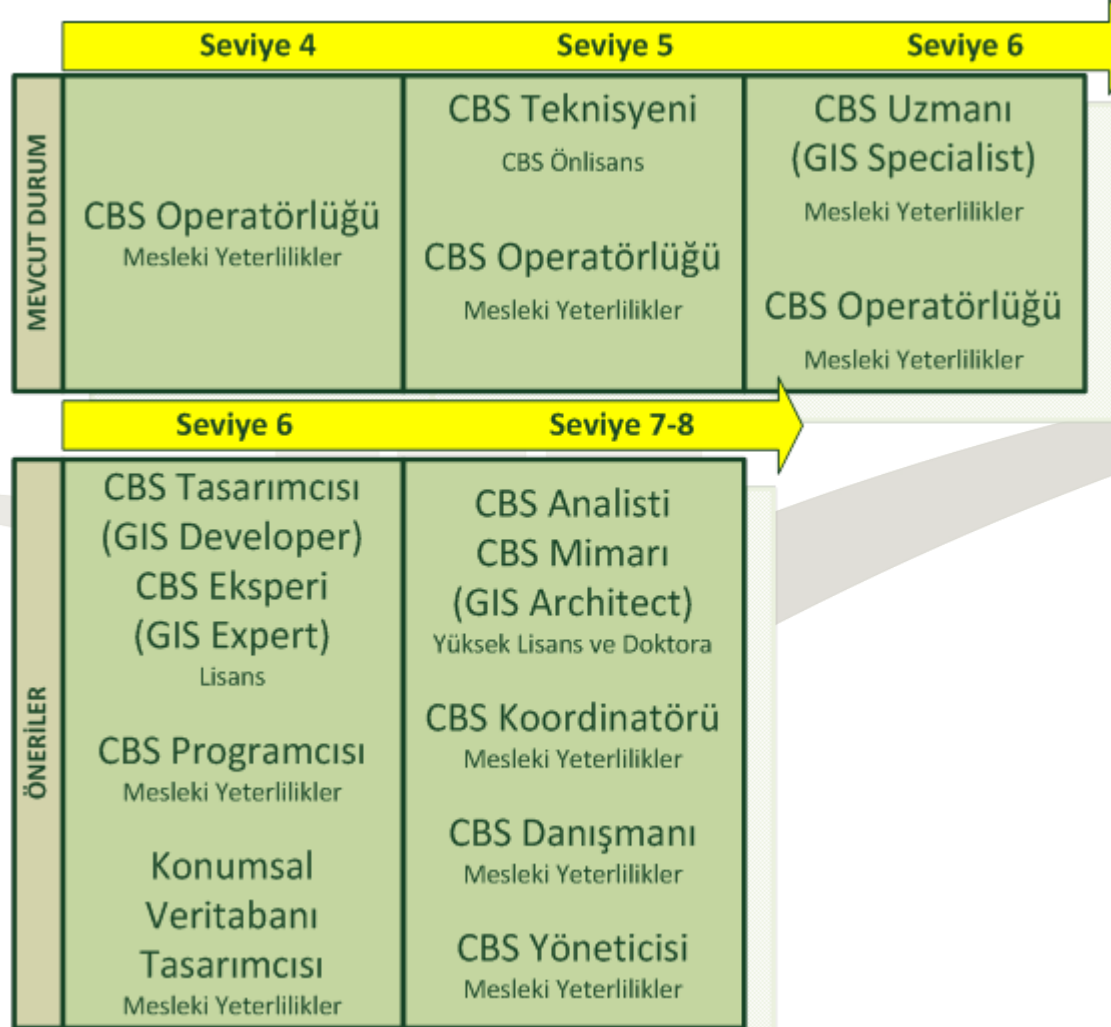 Seviye 4
Seviye 5
Seviye 6
MEVCUT DURUM
CBS Operatörlüğü
Mesleki Yeterlilikler
CBS Teknisyeni
CBS Önlisans
CBS Operatörlüğü
Mesleki Yeterlilikler
CBS Uzmanı
(GIS Specialist)
Mesleki Yeterlilikler
CBS Operatörlüğü
Mesleki Yeterlilikler
Seviye 6
Seviye 7-8
ÖNERİLER
CBS Tasarımcısı
(GIS Developer)
CBS Eksperi
(GIS Expert)
Lisans
CBS Programcısı
Mesleki Yeterlilikler
Konumsal
Veritabanı
Tasarımcısı
Mesleki Yeterlilikler
CBS Analisti
CBS Mimarı
(GIS Architect)
Yüksek Lisans ve Doktora
CBS Koordinatörü
Mesleki Yeterlilikler
CBS Danışmanı
Mesleki Yeterlilikler
CBS Yöneticisi
Mesleki Yeterlilikler